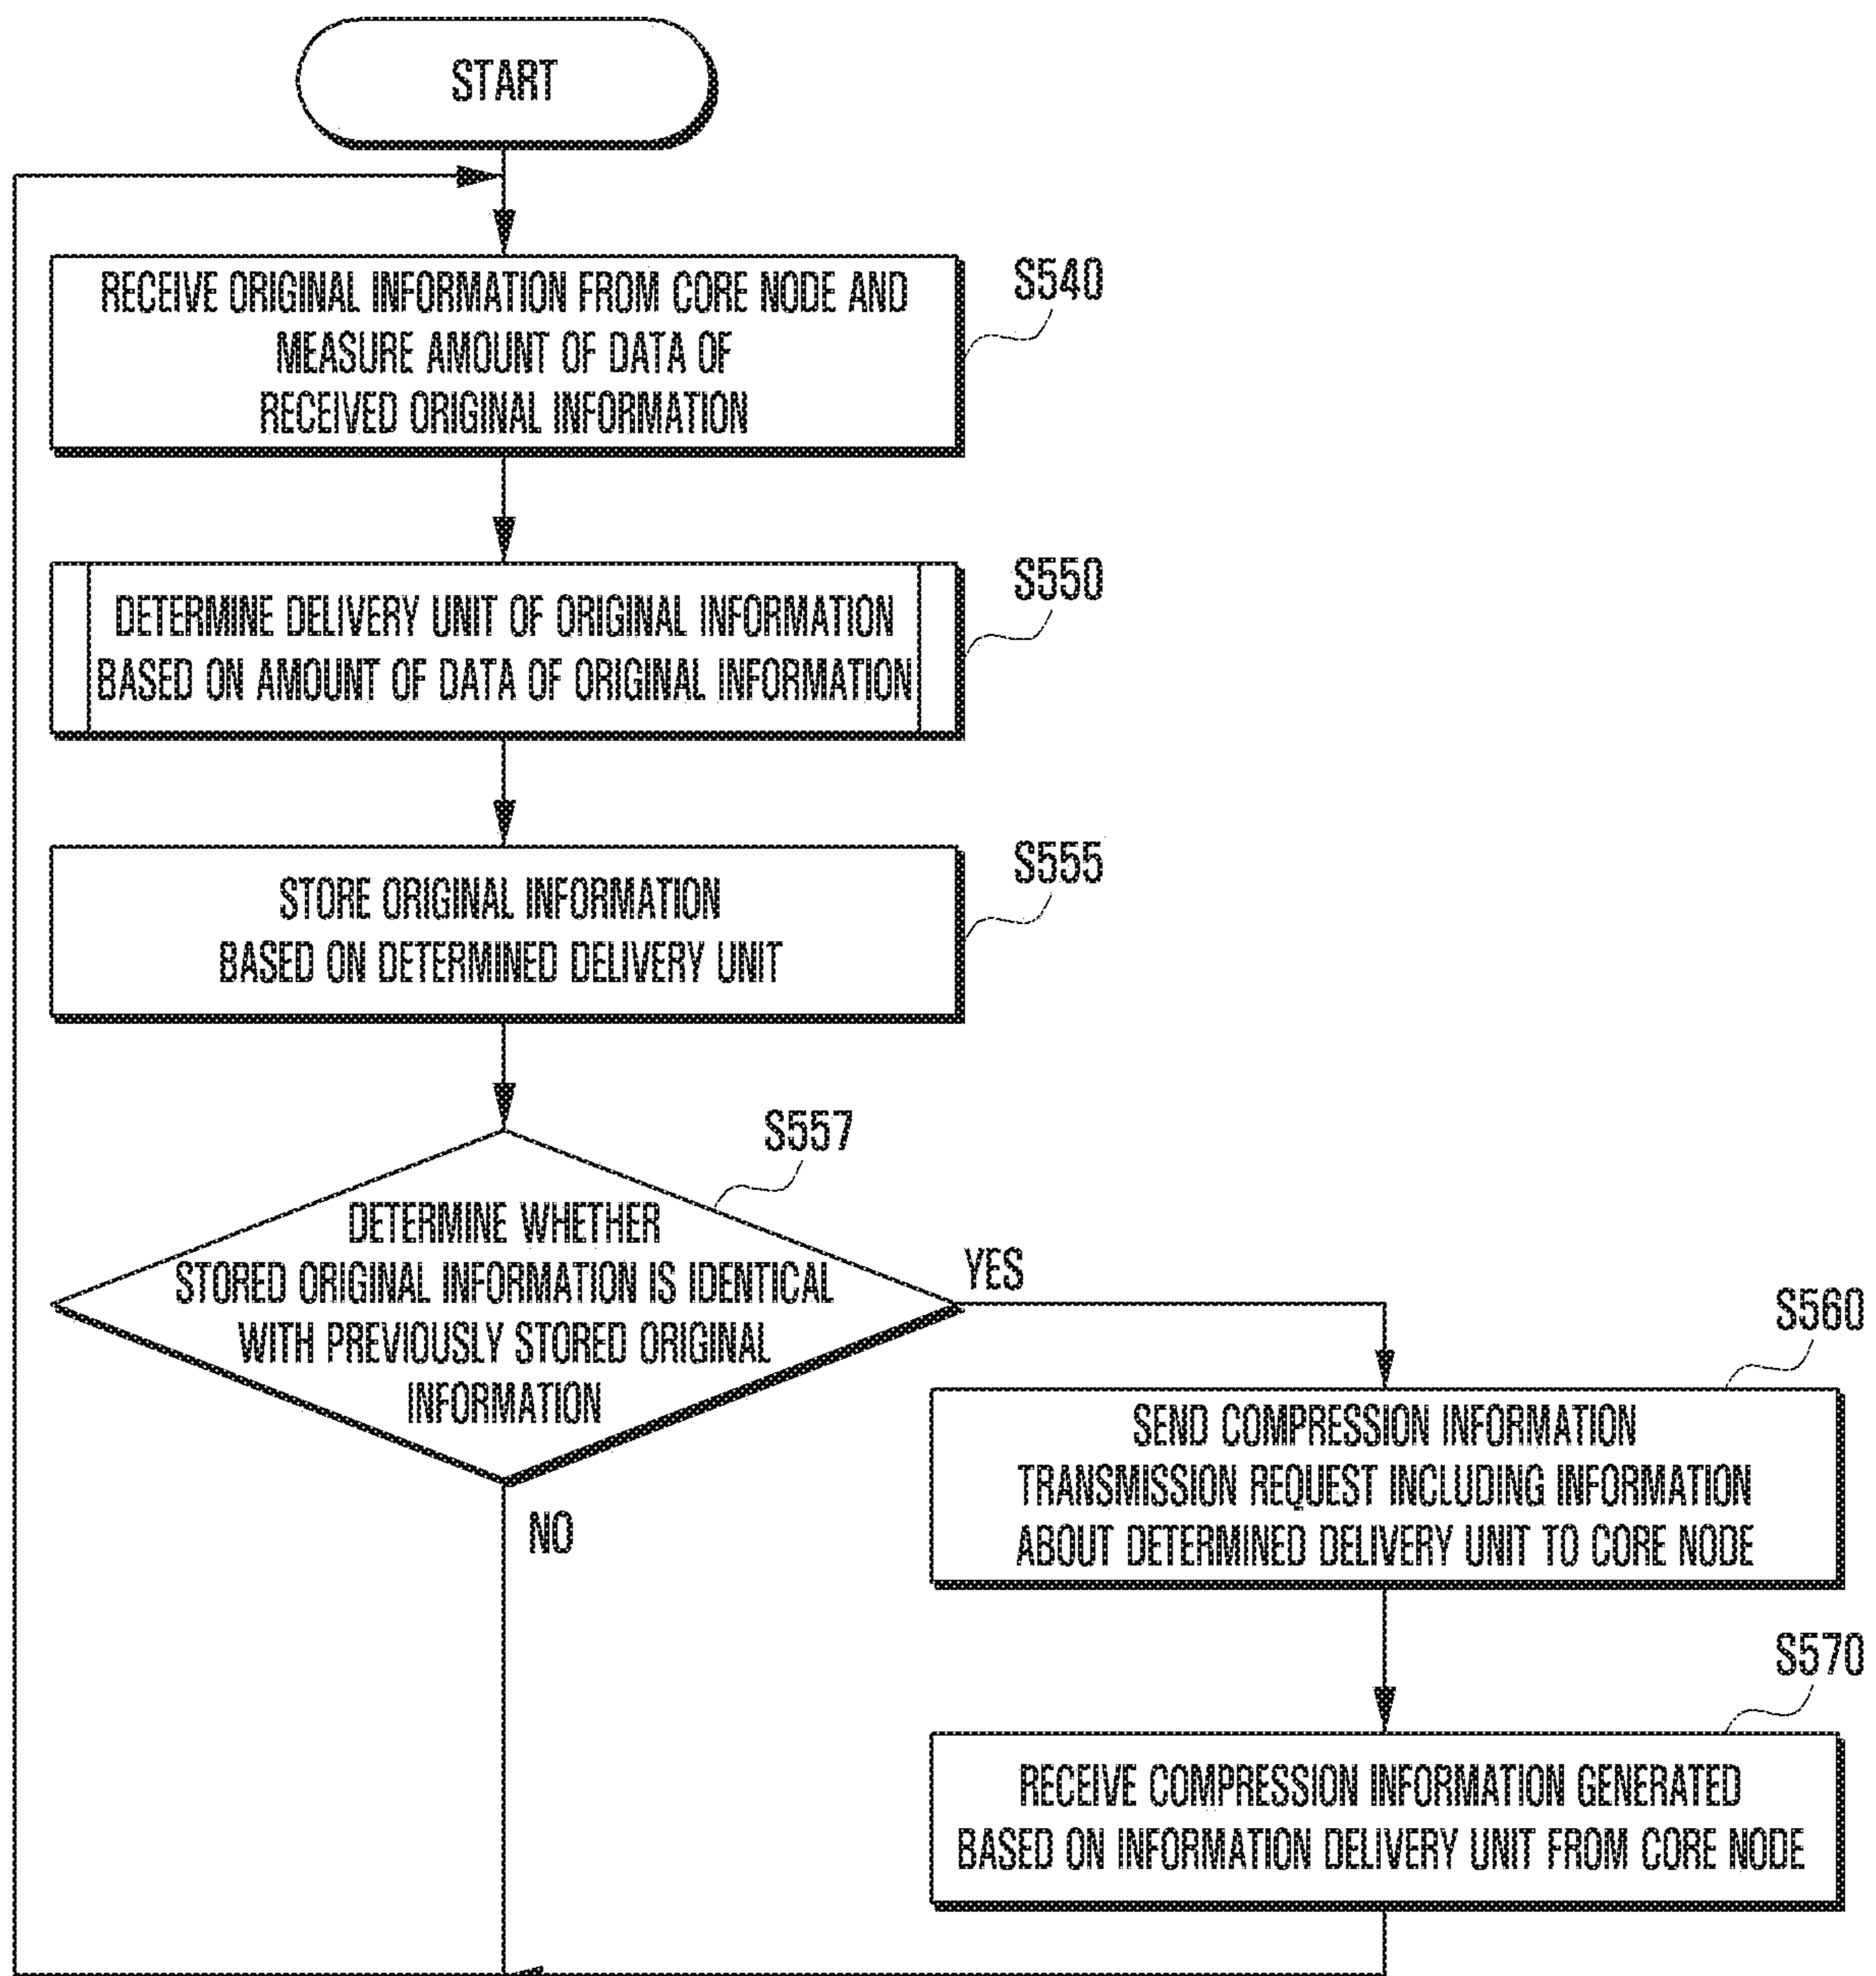 START
RECEIVE ORIGINAL INFORMATION FROM CORE NODE AND
MEASURE AMOUNT OF DATA OF
RECEIVED ORIGINAL INFORMATION
S540
DETERMINE DELIVERY UNIT OF ORIGINAL INFORMATION
BASED ON AMOUNT OF DATA OF ORIGINAL INFORMATION
S550
STORE ORIGINAL INFORMATION
BASED ON DETERMINED DELIVERY UNIT
S555
S557
DETERMINE WHETHER
STORED ORIGINAL INFORMATION IS IDENTICAL
WITH PREVIOUSLY STORED ORIGINAL
INFORMATION
YES
NO
S560
SEND COMPRESSION INFORMATION
TRANSMISSION REQUEST INCLUDING INFORMATION
ABOUT DETERMINED DELIVERY UNIT TO CORE NODE
S570
RECEIVE COMPRESSION INFORMATION GENERATED
BASED ON INFORMATION DELIVERY UNIT FROM CORE NODE